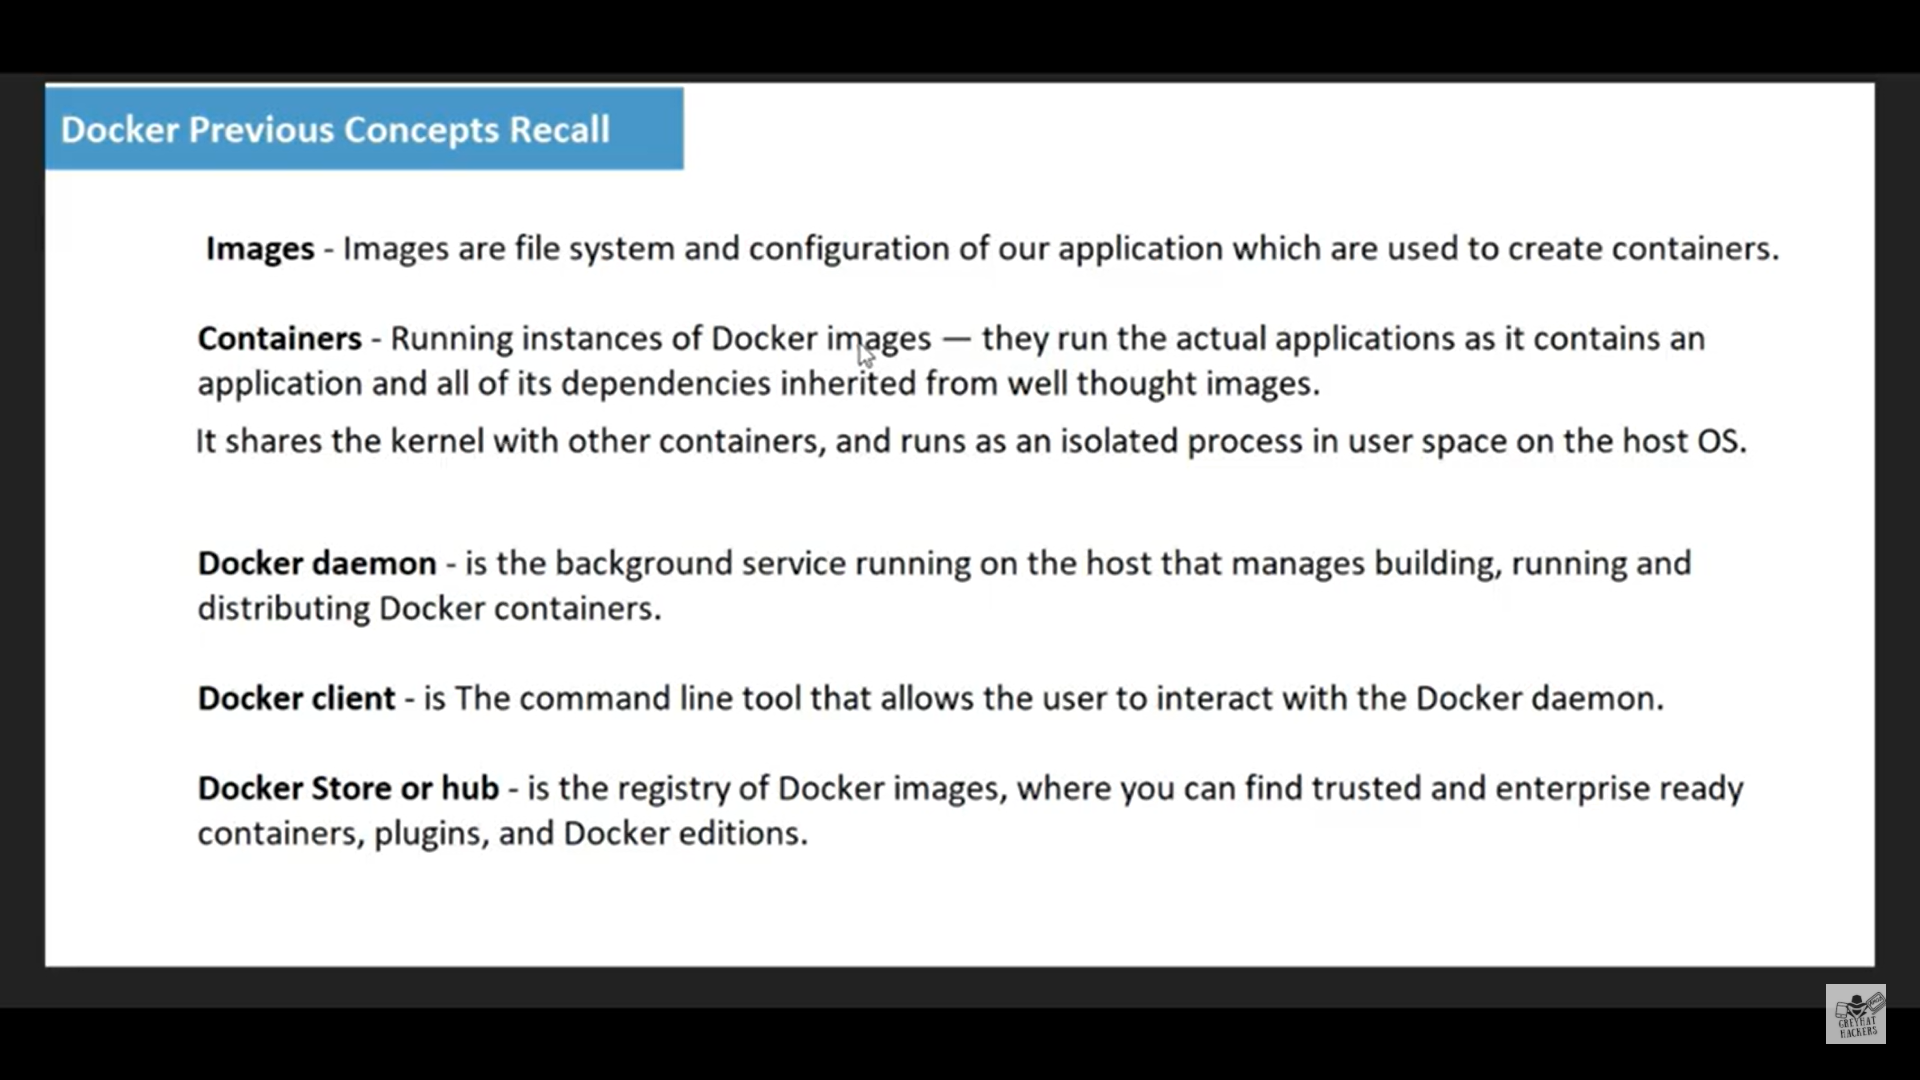 Docker Previous Concepts Recall
Images - Images are file system and configuration of our application which are used to create containers.
Containers - Running instances of Docker images — they run the actual applications as it contains an
application and all of its dependencies inherited from well thought images.
It shares the kernel with other containers, and runs as an isolated process in user space on the host OS.
Docker daemon - is the background service running on the host that manages building, running and
distributing Docker containers.
Docker client - is The command line tool that allows the user to interact with the Docker daemon.
Docker Store or hub - is the registry of Docker images, where you can find trusted and enterprise ready
containers, plugins, and Docker editions.
GREYHAT
HACKERS